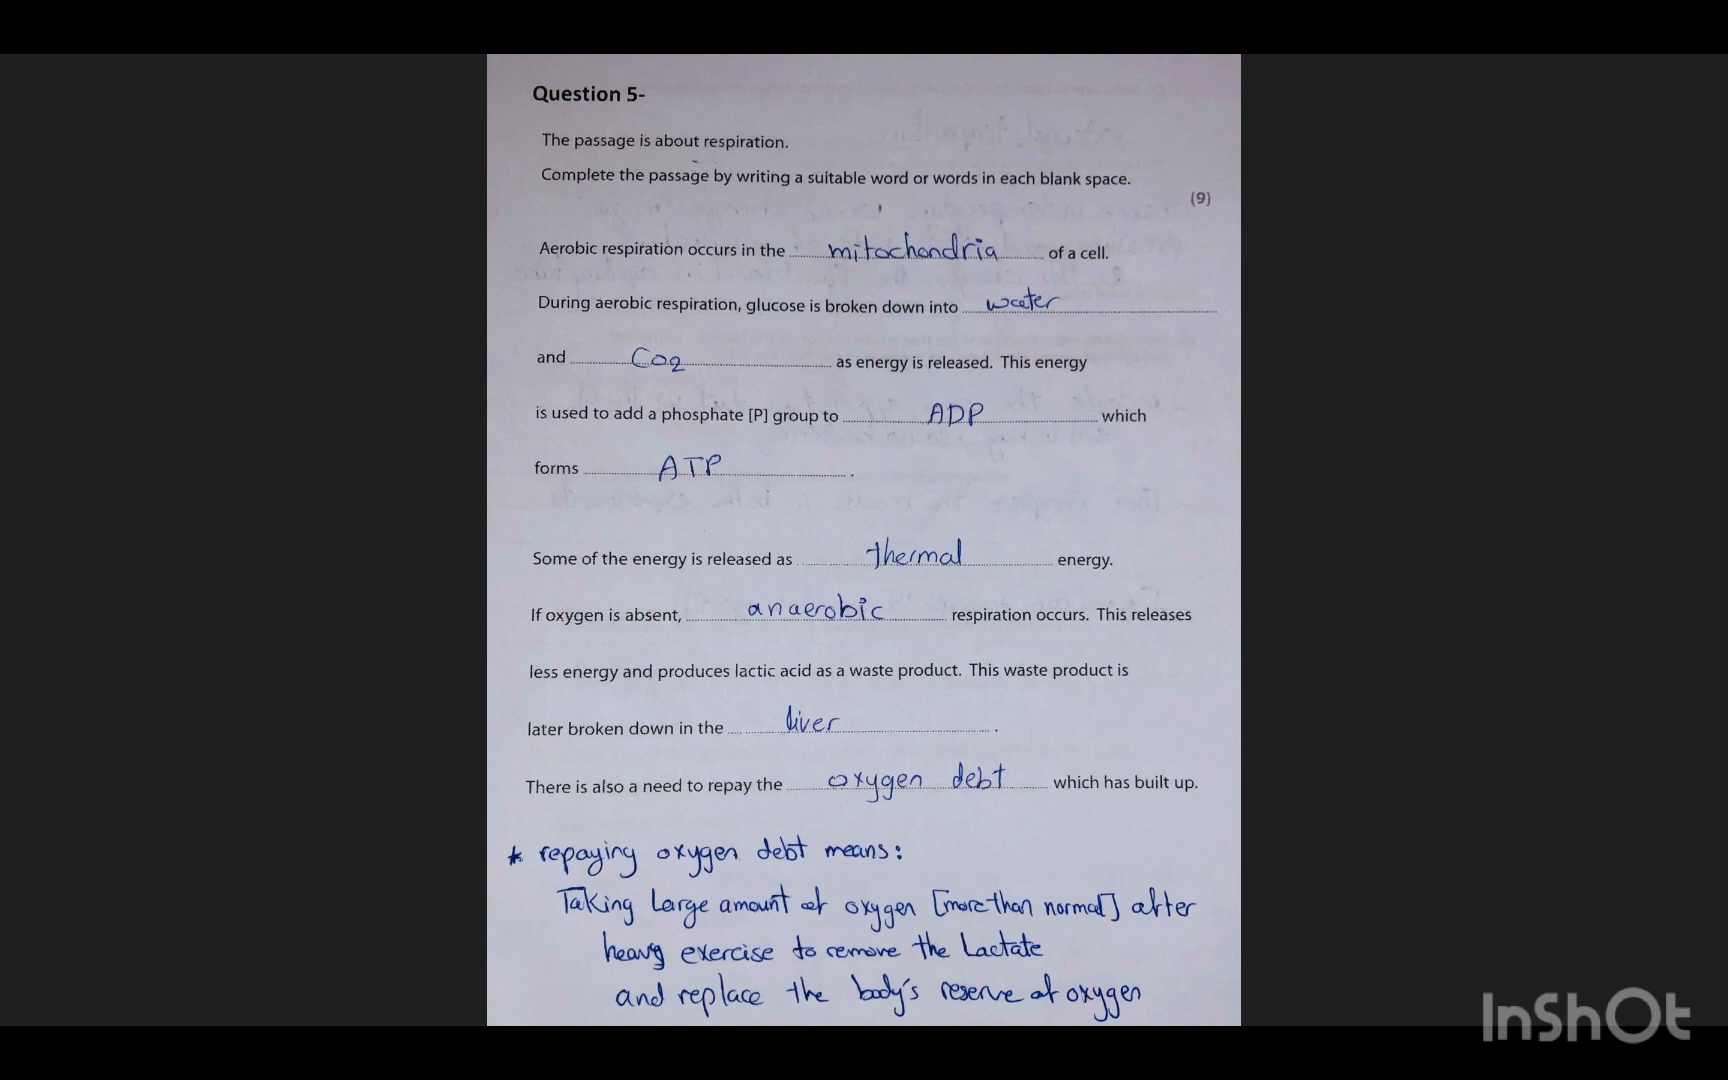 Question 5-
The passage is about respiration.
Complete the passage by writing a suitable word or words in each blank space.
(9)
Aerobic respiration occurs in the mitochondria of a cell.
During aerobic respiration, glucose is broken down into water
and CO2 as energy is released. This energy
is used to add a phosphate [P] group to ADP which
forms ATP .
Some of the energy is released as thermal energy.
If oxygen is absent, anaerobic respiration occurs. This releases
less energy and produces lactic acid as a waste product. This waste product is
later broken down in the liver .
There is also a need to repay the oxygen debt which has built up.
* repaying oxygen debt means:
Taking Large amount of oxygen [more than normal] after
heavy exercise to remove the Lactate
and replace the body's reserve of oxygen
InShOt